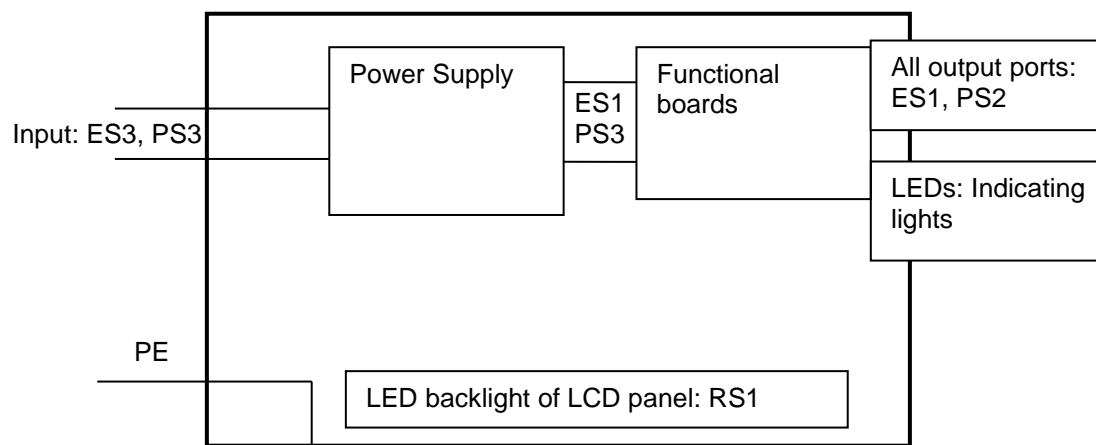 Power Supply
Functional
boards
All output ports:
ES1, PS2
ES1
PS3
Input: ES3, PS3
LEDs: Indicating
lights
PE
LED backlight of LCD panel: RS1